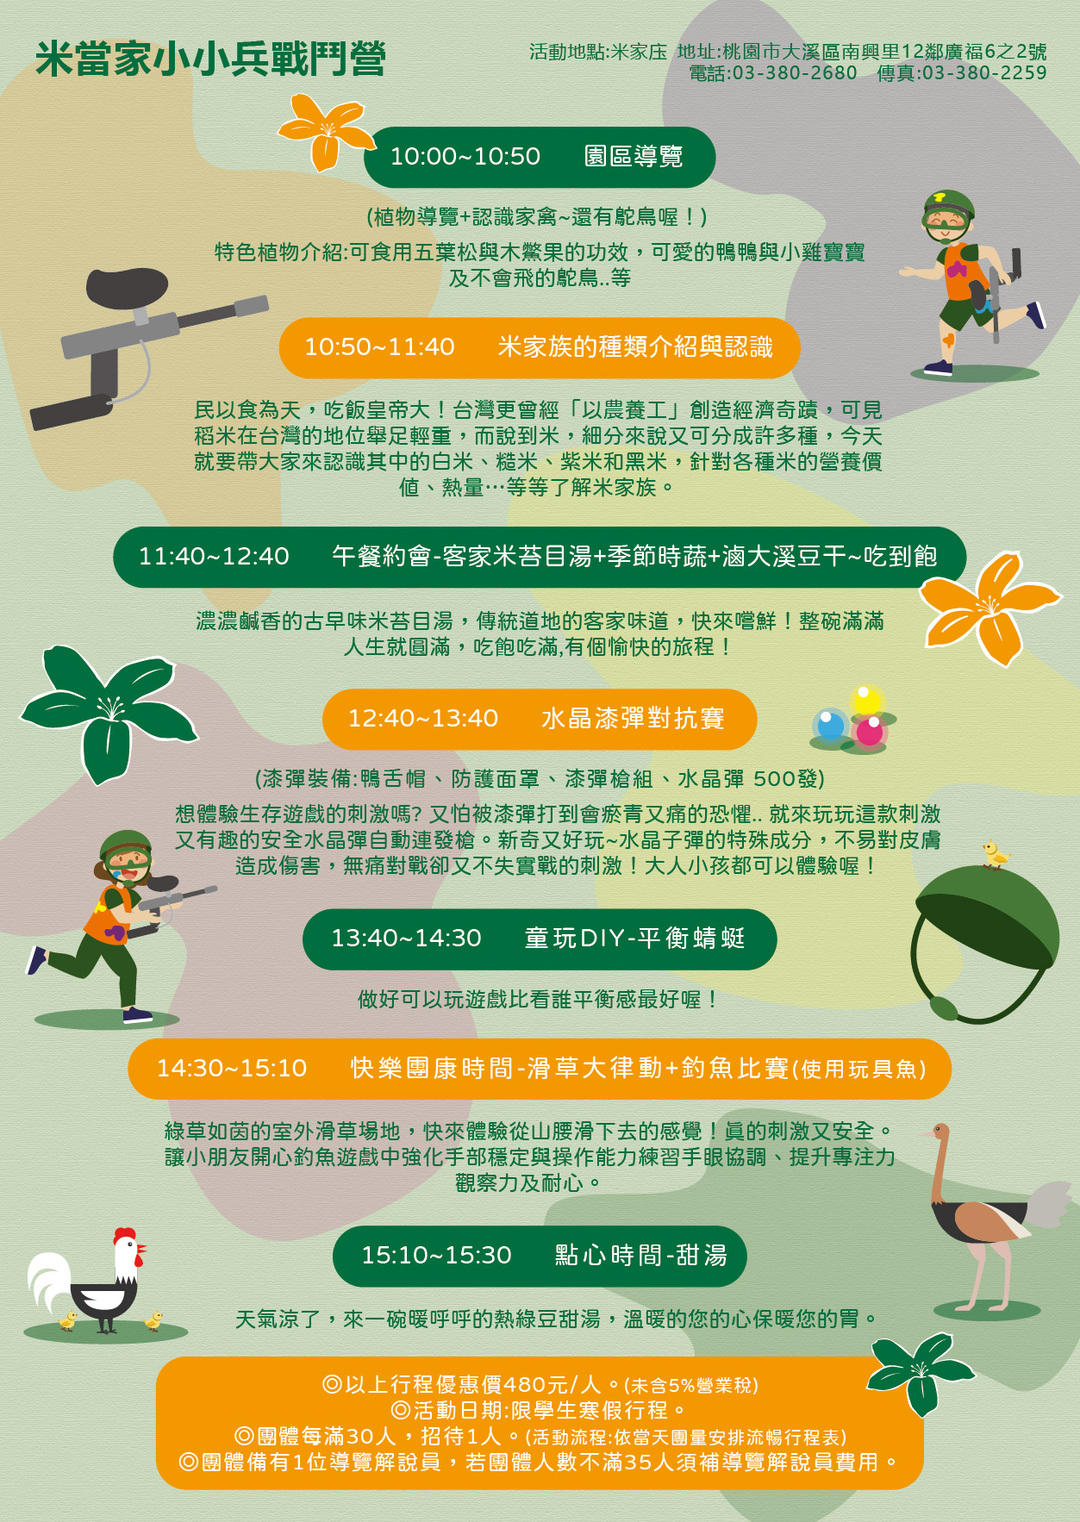 米當家小小兵戰鬥營
活動地點:米家庄 地址:桃園市大溪區南興里12鄰廣福6之2號
電話:03-380-2680 傳真:03-380-2259
10:00~10:50 園區導覽
(植物導覽+認識家禽~還有鴕鳥喔！)
特色植物介紹:可食用五葉松與木鱉果的功效，可愛的鴨鴨與小雞寶寶
及不會飛的鴕鳥..等
10:50~11:40 米家族的種類介紹與認識
民以食為天，吃飯皇帝大！台灣更曾經「以農養工」創造經濟奇蹟，可見
稻米在台灣的地位舉足輕重，而說到米，細分來說又可分成許多種，今天
就要帶大家來認識其中的白米、糙米、紫米和黑米，針對各種米的營養價
值、熱量…等等了解米家族。
11:40~12:40 午餐約會-客家米苔目湯+季節時蔬+滷大溪豆干~吃到飽
濃濃鹹香的古早味米苔目湯，傳統道地的客家味道，快來嚐鮮！整碗滿滿
人生就圓滿，吃飽吃滿,有個愉快的旅程！
12:40~13:40 水晶漆彈對抗賽
(漆彈裝備:鴨舌帽、防護面罩、漆彈槍組、水晶彈 500發)
想體驗生存遊戲的刺激嗎? 又怕被漆彈打到會瘀青又痛的恐懼.. 就來玩玩這款刺激
又有趣的安全水晶彈自動連發槍。新奇又好玩~水晶子彈的特殊成分，不易對皮膚
造成傷害，無痛對戰卻又不失實戰的刺激！大人小孩都可以體驗喔！
13:40~14:30 童玩DIY-平衡蜻蜓
做好可以玩遊戲比看誰平衡感最好喔！
14:30~15:10 快樂團康時間-滑草大律動+釣魚比賽(使用玩具魚)
綠草如茵的室外滑草場地，快來體驗從山腰滑下去的感覺！真的刺激又安全。
讓小朋友開心釣魚遊戲中強化手部穩定與操作能力練習手眼協調、提升專注力
觀察力及耐心。
15:10~15:30 點心時間-甜湯
天氣涼了，來一碗暖呼呼的熱綠豆甜湯，溫暖的您的心保暖您的胃。
◎以上行程優惠價480元/人。(未含5%營業稅)
◎活動日期:限學生寒假行程。
◎團體每滿30人，招待1人。(活動流程:依當天團量安排流暢行程表)
◎團體備有1位導覽解說員，若團體人數不滿35人須補導覽解說員費用。